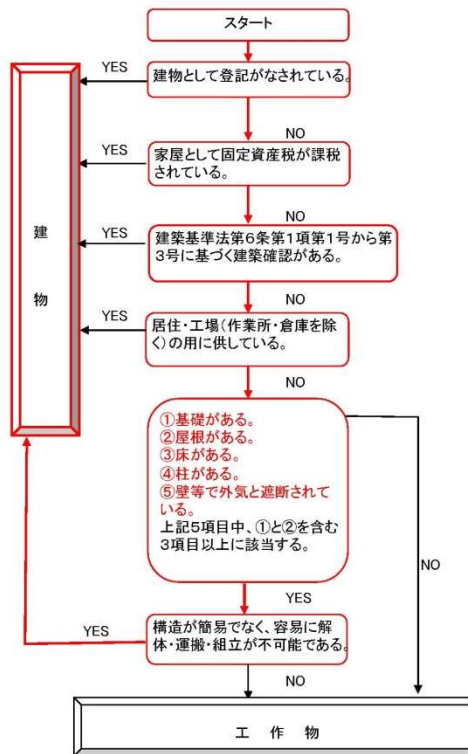 スタート
YES
建物として登記がなされている。
NO
YES
家屋として固定資産税が課税
されている。
NO
YES
建築基準法第6条第1項第1号から第
3号に基づく建築確認がある。
NO
YES
居住・工場(作業所・倉庫を除
く)の用に供している。
NO
建
物
①基礎がある。
②屋根がある。
③床がある。
④柱がある。
⑤壁等で外気と遮断されて
いる。
上記5項目中、①と②を含む
3項目以上に該当する。
NO
YES
YES
構造が簡易でなく、容易に解
体・運搬・組立が不可能である。
NO
工 作 物